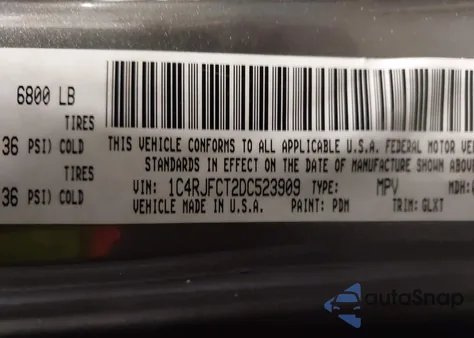 6800 LB
TIRES
36 PSI) COLD
THIS VEHICLE CONFORMS TO ALL APPLICABLE U.S.A. FEDERAL MOTOR
STANDARDS IN EFFECT ON THE DATE OF MANUFACTURE SHOWN
TIRES
36 PSI) COLD
VIN: 1C4RJFCT2DC523909 TYPE: MPV MDH:
VEHICLE MADE IN U.S.A. PAINT: PDM TRIM: GLXT
autoSnap